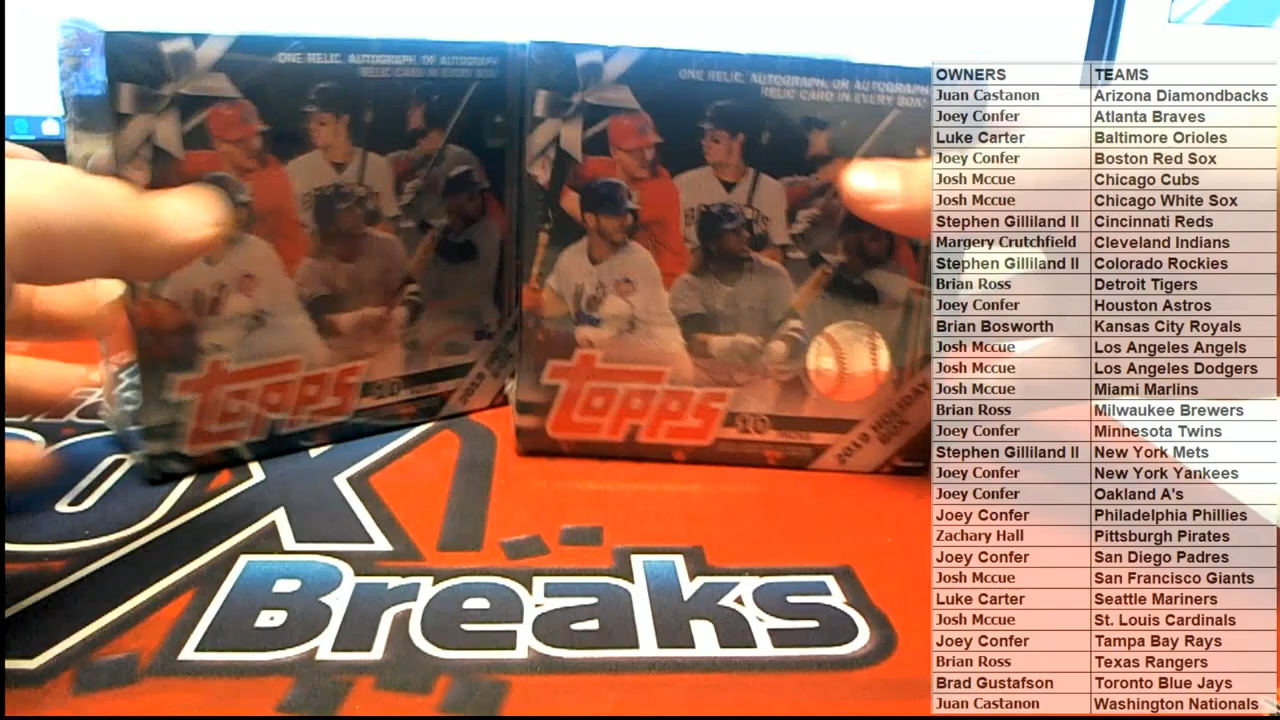 ONE RELIC, AUTOGRAPH, OR AUTOGRAPH
RELIC CARD IN EVERY BOX!
TOPPS
10
ONE RELIC, AUTOGRAPH, OR AUTOGRAPH
RELIC CARD IN EVERY BOX!
TOPPS
10
2019 HOLIDAY
BOX
OX
Breaks
OWNERS TEAMS
Juan Castanon Arizona Diamondbacks
Joey Confer Atlanta Braves
Luke Carter Baltimore Orioles
Joey Confer Boston Red Sox
Josh Mccue Chicago Cubs
Josh Mccue Chicago White Sox
Stephen Gilliland II Cincinnati Reds
Margery Crutchfield Cleveland Indians
Stephen Gilliland II Colorado Rockies
Brian Ross Detroit Tigers
Joey Confer Houston Astros
Brian Bosworth Kansas City Royals
Josh Mccue Los Angeles Angels
Josh Mccue Los Angeles Dodgers
Josh Mccue Miami Marlins
Brian Ross Milwaukee Brewers
Joey Confer Minnesota Twins
Stephen Gilliland II New York Mets
Joey Confer New York Yankees
Joey Confer Oakland A's
Joey Confer Philadelphia Phillies
Zachary Hall Pittsburgh Pirates
Joey Confer San Diego Padres
Josh Mccue San Francisco Giants
Luke Carter Seattle Mariners
Josh Mccue St. Louis Cardinals
Joey Confer Tampa Bay Rays
Brian Ross Texas Rangers
Brad Gustafson Toronto Blue Jays
Juan Castanon Washington Nationals